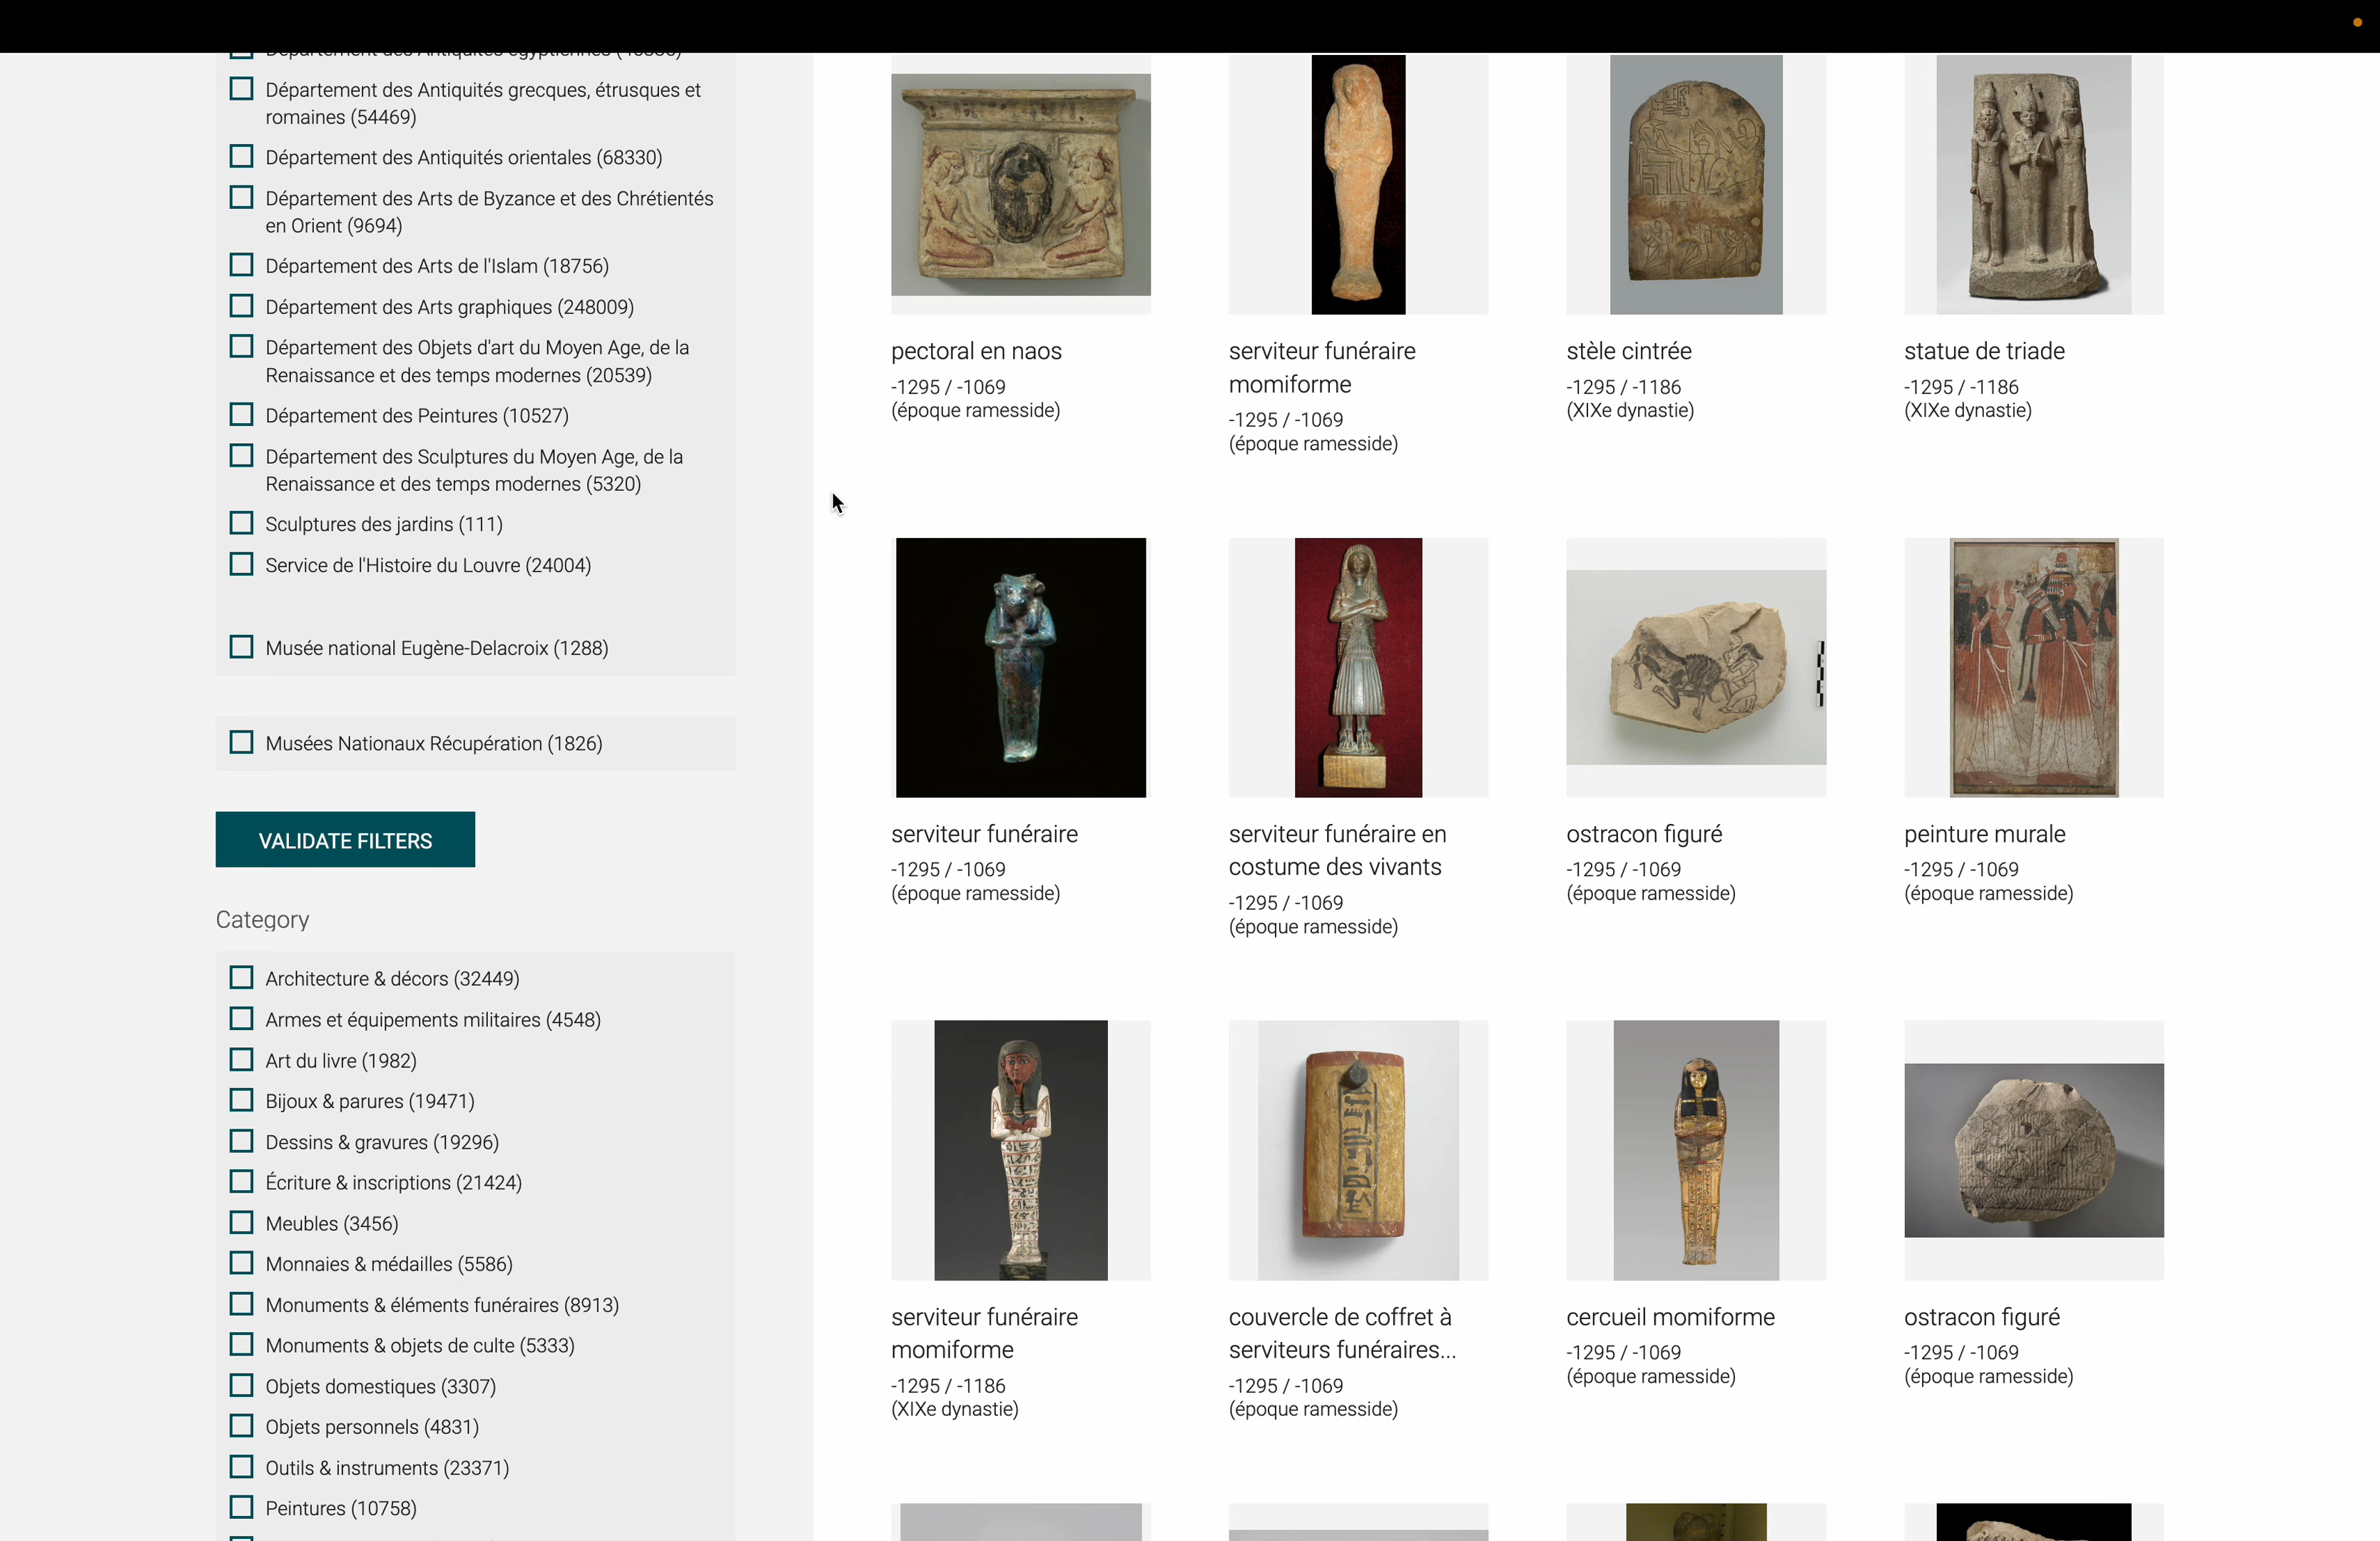 Département des Antiquités égyptiennes
Département des Antiquités grecques, étrusques et
romaines (54469)
Département des Antiquités orientales (68330)
Département des Arts de Byzance et des Chrétientés
en Orient (9694)
Département des Arts de l'Islam (18756)
Département des Arts graphiques (248009)
Département des Objets d'art du Moyen Age, de la
Renaissance et des temps modernes (20539)
Département des Peintures (10527)
Département des Sculptures du Moyen Age, de la
Renaissance et des temps modernes (5320)
Sculptures des jardins (111)
Service de l'Histoire du Louvre (24004)
Musée national Eugène-Delacroix (1288)
Musées Nationaux Récupération (1826)
VALIDATE FILTERS
Category
Architecture & décors (32449)
Armes et équipements militaires (4548)
Art du livre (1982)
Bijoux & parures (19471)
Dessins & gravures (19296)
Écriture & inscriptions (21424)
Meubles (3456)
Monnaies & médailles (5586)
Monuments & éléments funéraires (8913)
Monuments & objets de culte (5333)
Objets domestiques (3307)
Objets personnels (4831)
Outils & instruments (23371)
Peintures (10758)
pectoral en naos
-1295 / -1069
(époque ramesside)
serviteur funéraire
momiforme
-1295 / -1069
(époque ramesside)
stèle cintrée
-1295 / -1186
(XIXe dynastie)
statue de triade
-1295 / -1186
(XIXe dynastie)
serviteur funéraire
-1295 / -1069
(époque ramesside)
serviteur funéraire en
costume des vivants
-1295 / -1069
(époque ramesside)
ostracon figuré
-1295 / -1069
(époque ramesside)
peinture murale
-1295 / -1069
(époque ramesside)
serviteur funéraire
momiforme
-1295 / -1186
(XIXe dynastie)
couvercle de coffret à
serviteurs funéraires...
-1295 / -1069
(époque ramesside)
cercueil momiforme
-1295 / -1069
(époque ramesside)
ostracon figuré
-1295 / -1069
(époque ramesside)